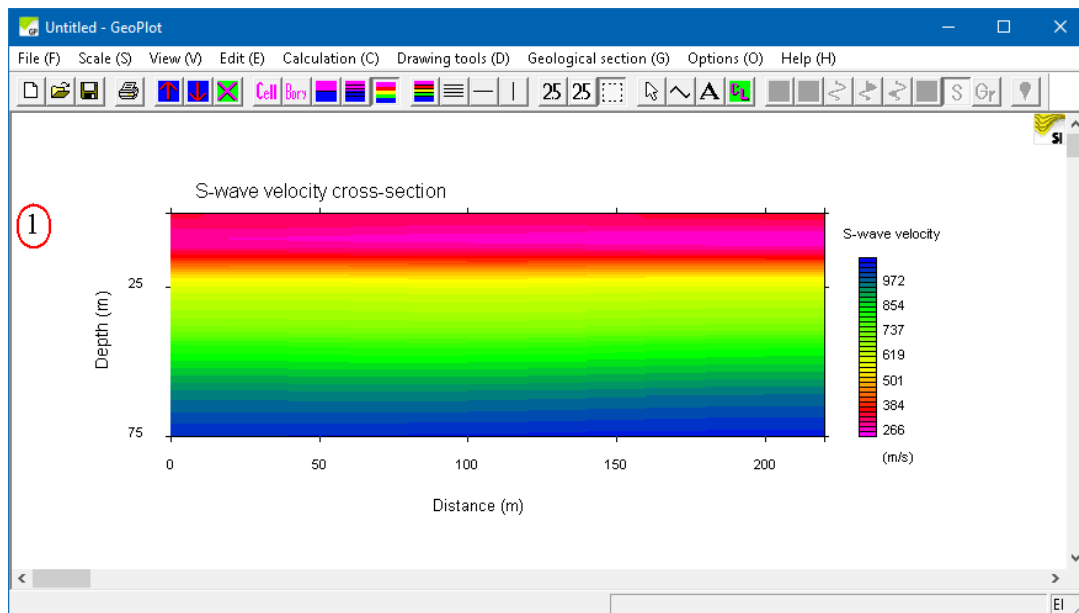 GP Untitled - GeoPlot
File (F) Scale (S) View (V) Edit (E) Calculation (C) Drawing tools (D) Geological section (G) Options (O) Help (H)
Cell Bory 25 25 A S Gr
SI
S-wave velocity cross-section
1
S-wave velocity
25
972
854
737
Depth (m)
619
501
384
75
266
(m/s)
0 50 100 150 200
Distance (m)
EI